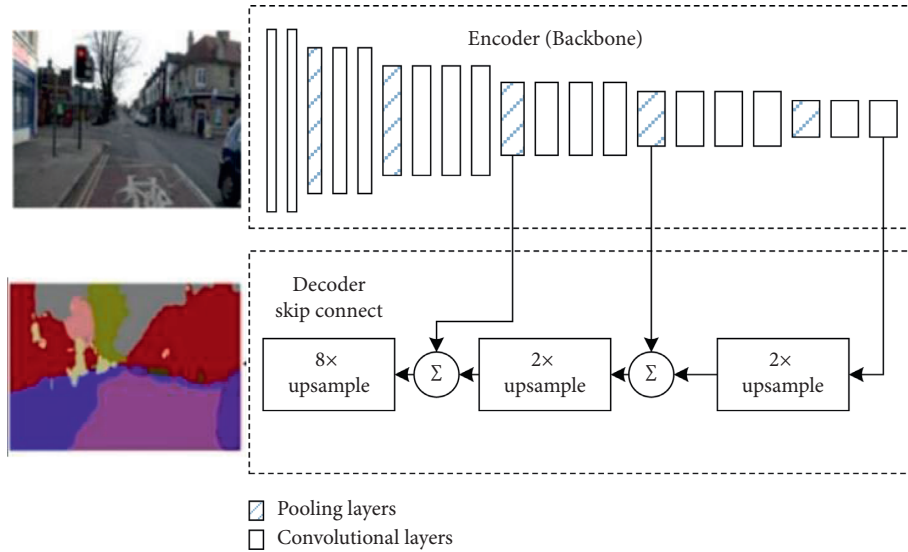 Encoder (Backbone)
Decoder
skip connect
8×
upsample
Σ
2×
upsample
Σ
2×
upsample
Pooling layers
Convolutional layers